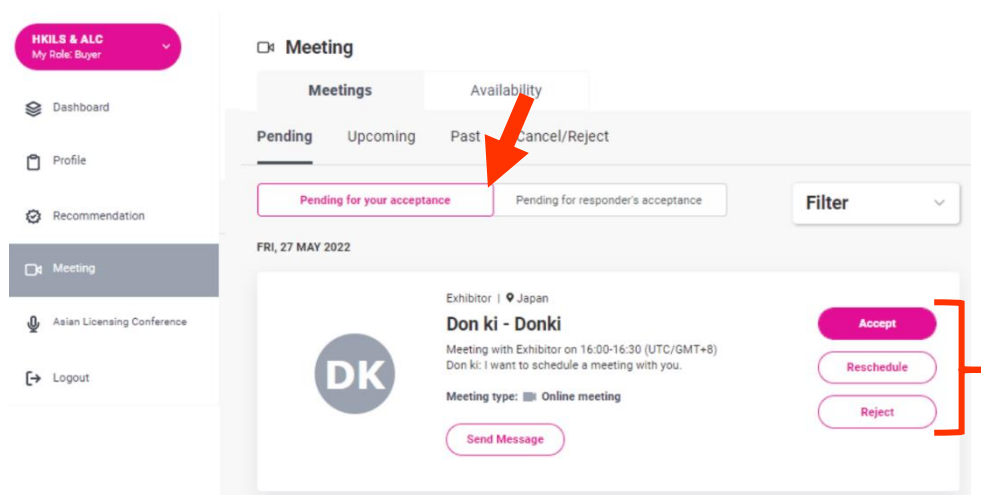 HKILS & ALC
My Role: Buyer
Dashboard
Profile
Recommendation
Meeting
Asian Licensing Conference
Logout
Meeting
Meetings Availability
Pending Upcoming Past Cancel/Reject
Pending for your acceptance Pending for responder's acceptance Filter
FRI, 27 MAY 2022
Exhibitor | Japan
Don ki - Donki
DK
Meeting with Exhibitor on 16:00-16:30 (UTC/GMT+8)
Don ki: I want to schedule a meeting with you.
Meeting type: Online meeting
Send Message
Accept
Reschedule
Reject